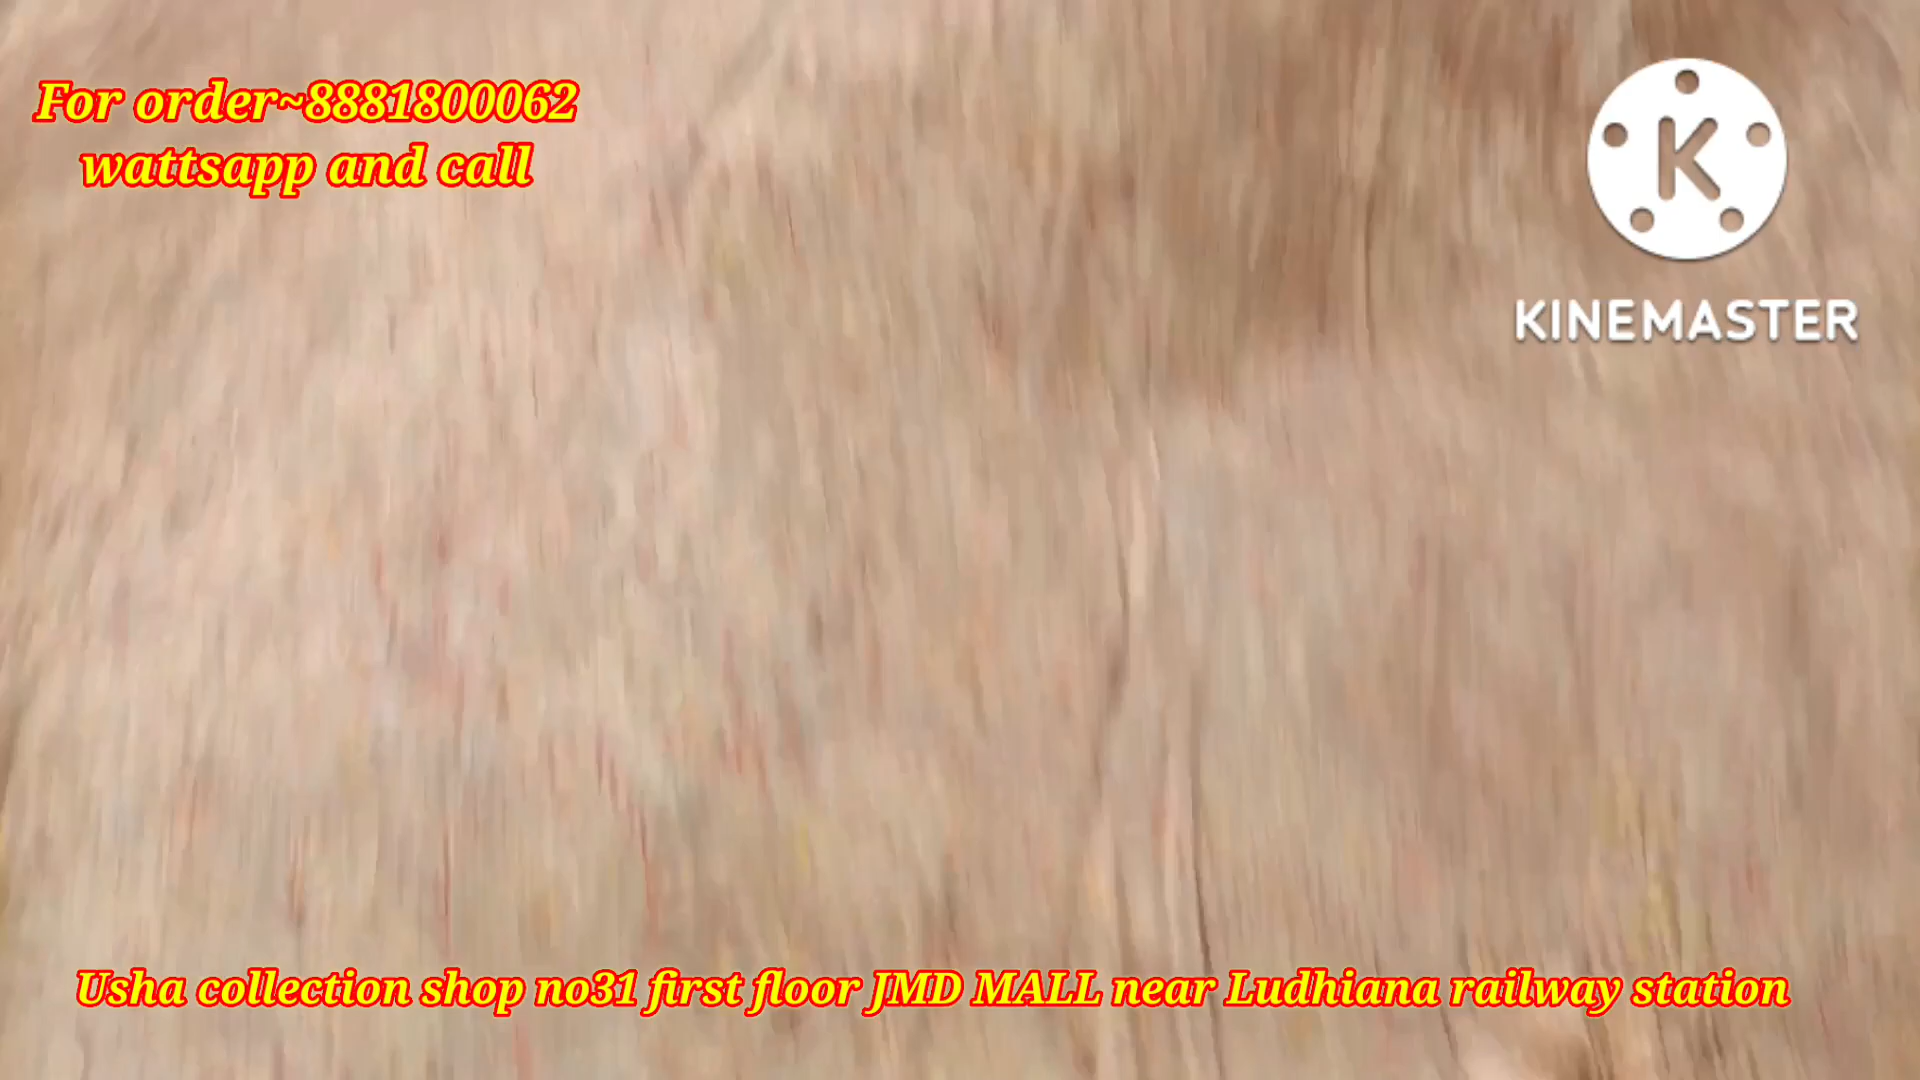 For order~8881800062
wattsapp and call
K
KINEMASTER
Usha collection shop no31 first floor JMD MALL near Ludhiana railway station